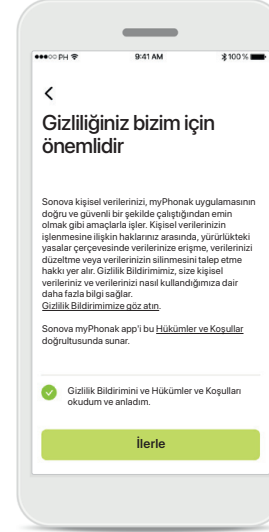 PH 9:41 AM 100 %
Gizliliğiniz bizim için
önemlidir
Sonova kişisel verilerinizi, myPhonak uygulamasının
doğru ve güvenli bir şekilde çalıştığından emin
olmak gibi amaçlarla işler. Kişisel verilerinizin
işlenmesine ilişkin haklarınız arasında, yürürlükteki
yasalar çerçevesinde verilerinize erişme, verilerinizi
düzeltme veya verilerinizin silinmesini talep etme
hakkı yer alır. Gizlilik Bildirimimiz, size kişisel
verileriniz ve verilerinizi nasıl kullandığımıza dair
daha fazla bilgi sağlar.
Gizlilik Bildirimimize göz atın.
Sonova myPhonak app'i bu Hükümler ve Koşullar
doğrultusunda sunar.
Gizlilik Bildirimini ve Hükümler ve Koşulları
okudum ve anladım.
İlerle